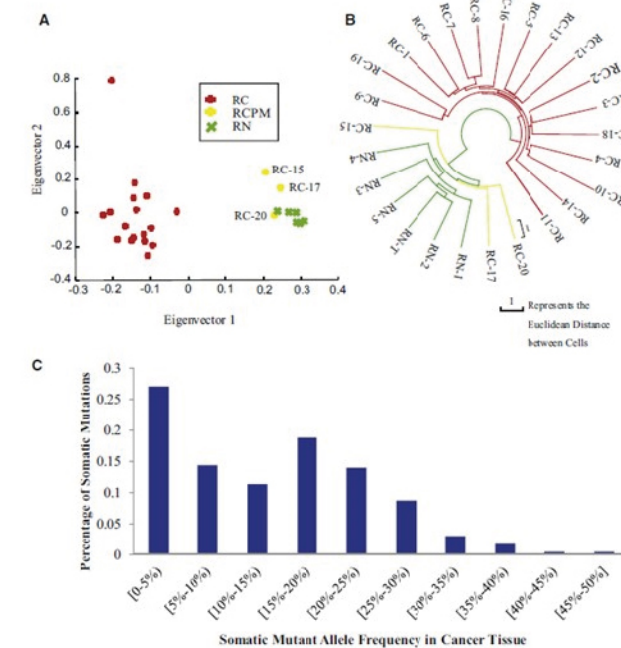 A
0.8
0.6
0.4
0.2
0
-0.2
-0.4
Eigenvector 2
-0.3
-0.2
-0.1
0
0.1
0.2
0.3
0.4
Eigenvector 1
RC
RCPM
RN
RC-15
RC-17
RC-20
B
RC-9
RC-19
RC-1
RC-6
RC-7
RC-8
C-16
RC-5
RC-13
RC-12
RC-2
RC-3
C-18
RC-4
RC-10
RC-14
RC-11
RC-20
RC-17
RN-1
RN-2
RN-T
RN-5
RN-3
RN-4
RC-15
1
1
Represents the
Euclidean Distance
between Cells
C
0.3
0.25
0.2
0.15
0.1
0.05
0
Percentage of Somatic Mutations
[0-5%)
[5%-10%)
[10%-15%)
[15%-20%)
[20%-25%)
[25%-30%)
[30%-35%)
[35%-40%)
[40%-45%)
[45%-50%]
Somatic Mutant Allele Frequency in Cancer Tissue